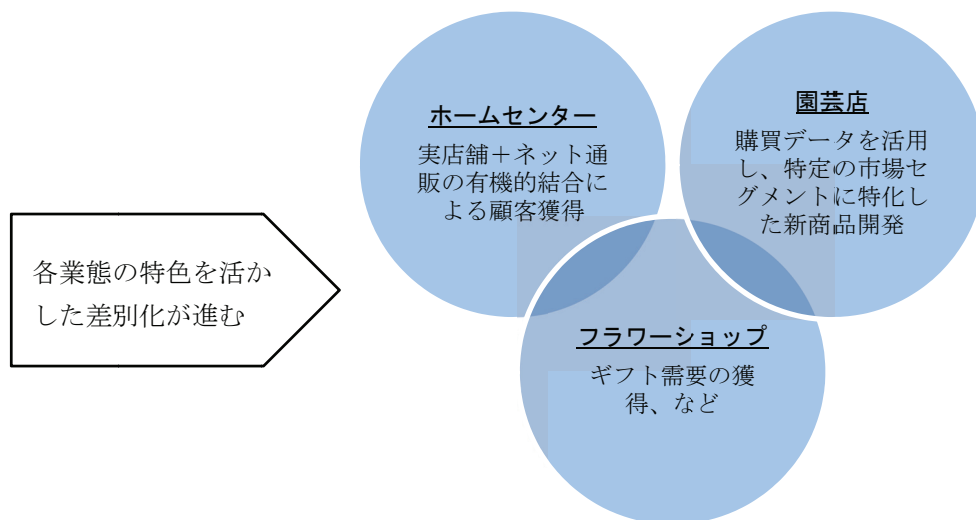 各業態の特色を活か
した差別化が進む
ホームセンター
実店舗＋ネット通
販の有機的結合に
よる顧客獲得
園芸店
購買データを活用
し、特定の市場セ
グメントに特化し
た新商品開発
フラワーショップ
ギフト需要の獲
得、など